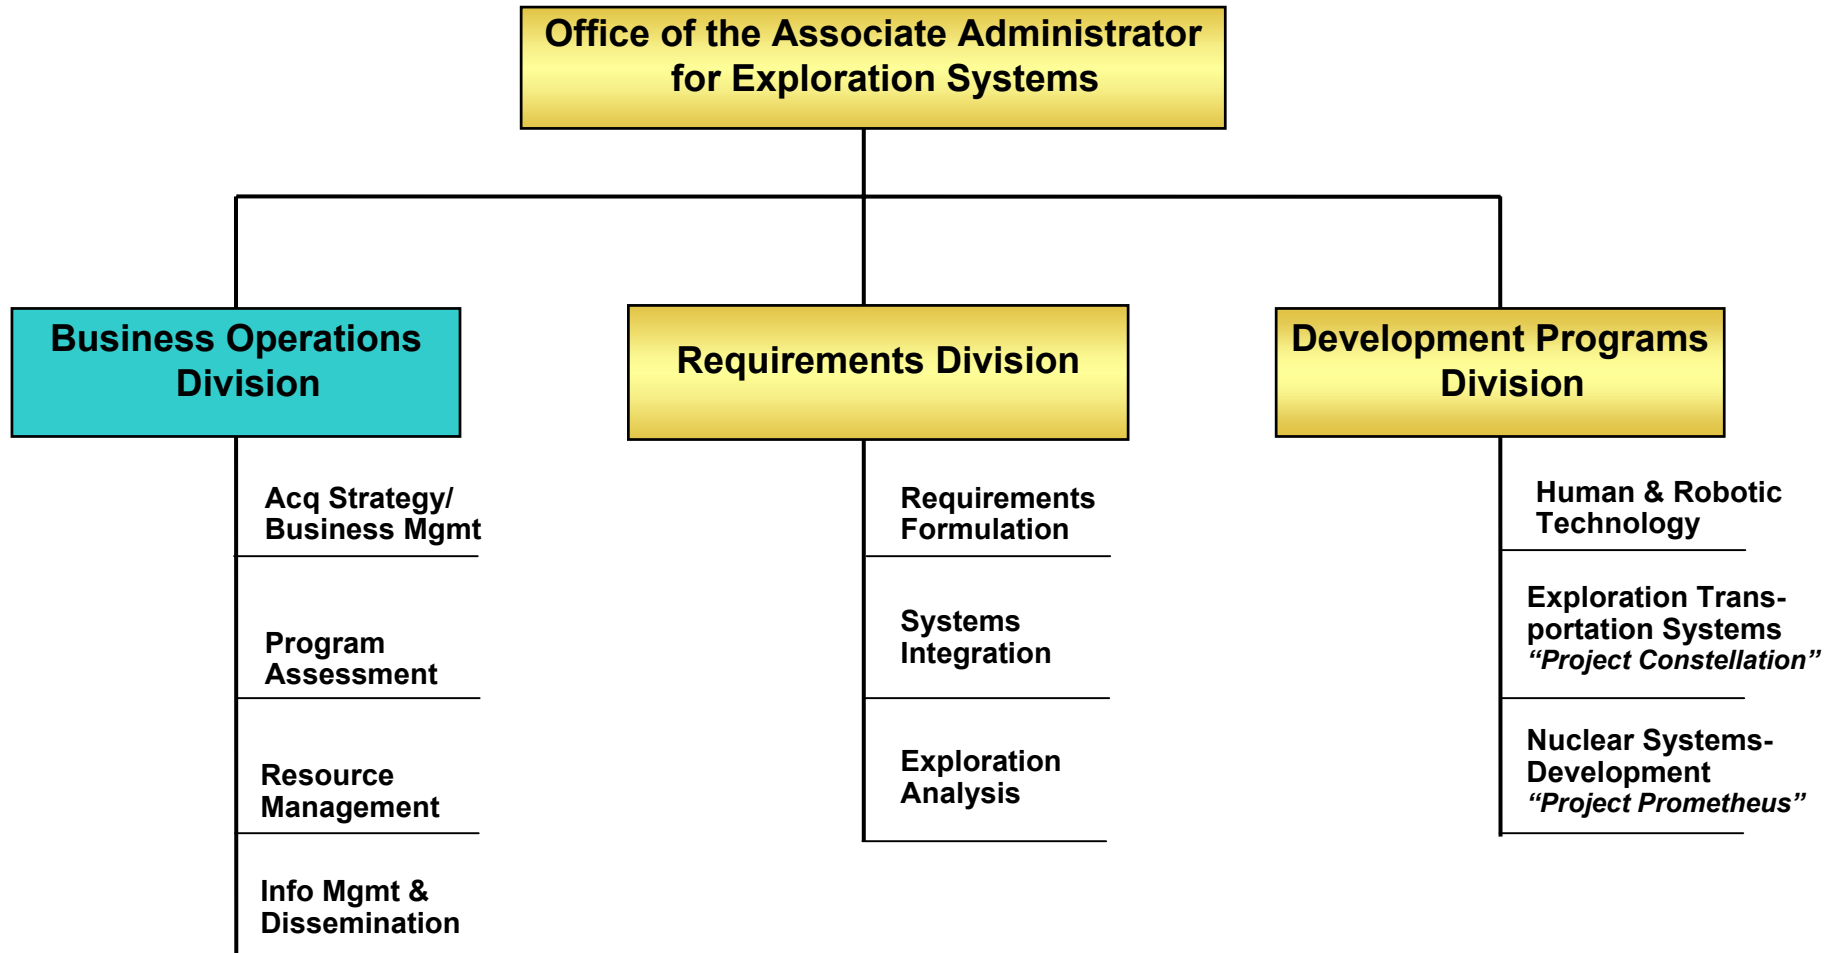 Office of the Associate Administrator
for Exploration Systems
Business Operations
Division
Requirements Division
Development Programs
Division
Acq Strategy/
Business Mgmt
Program
Assessment
Resource
Management
Info Mgmt &
Dissemination
Requirements
Formulation
Systems
Integration
Exploration
Analysis
Human & Robotic
Technology
Exploration Trans-
portation Systems
“Project Constellation”
Nuclear Systems-
Development
“Project Prometheus”